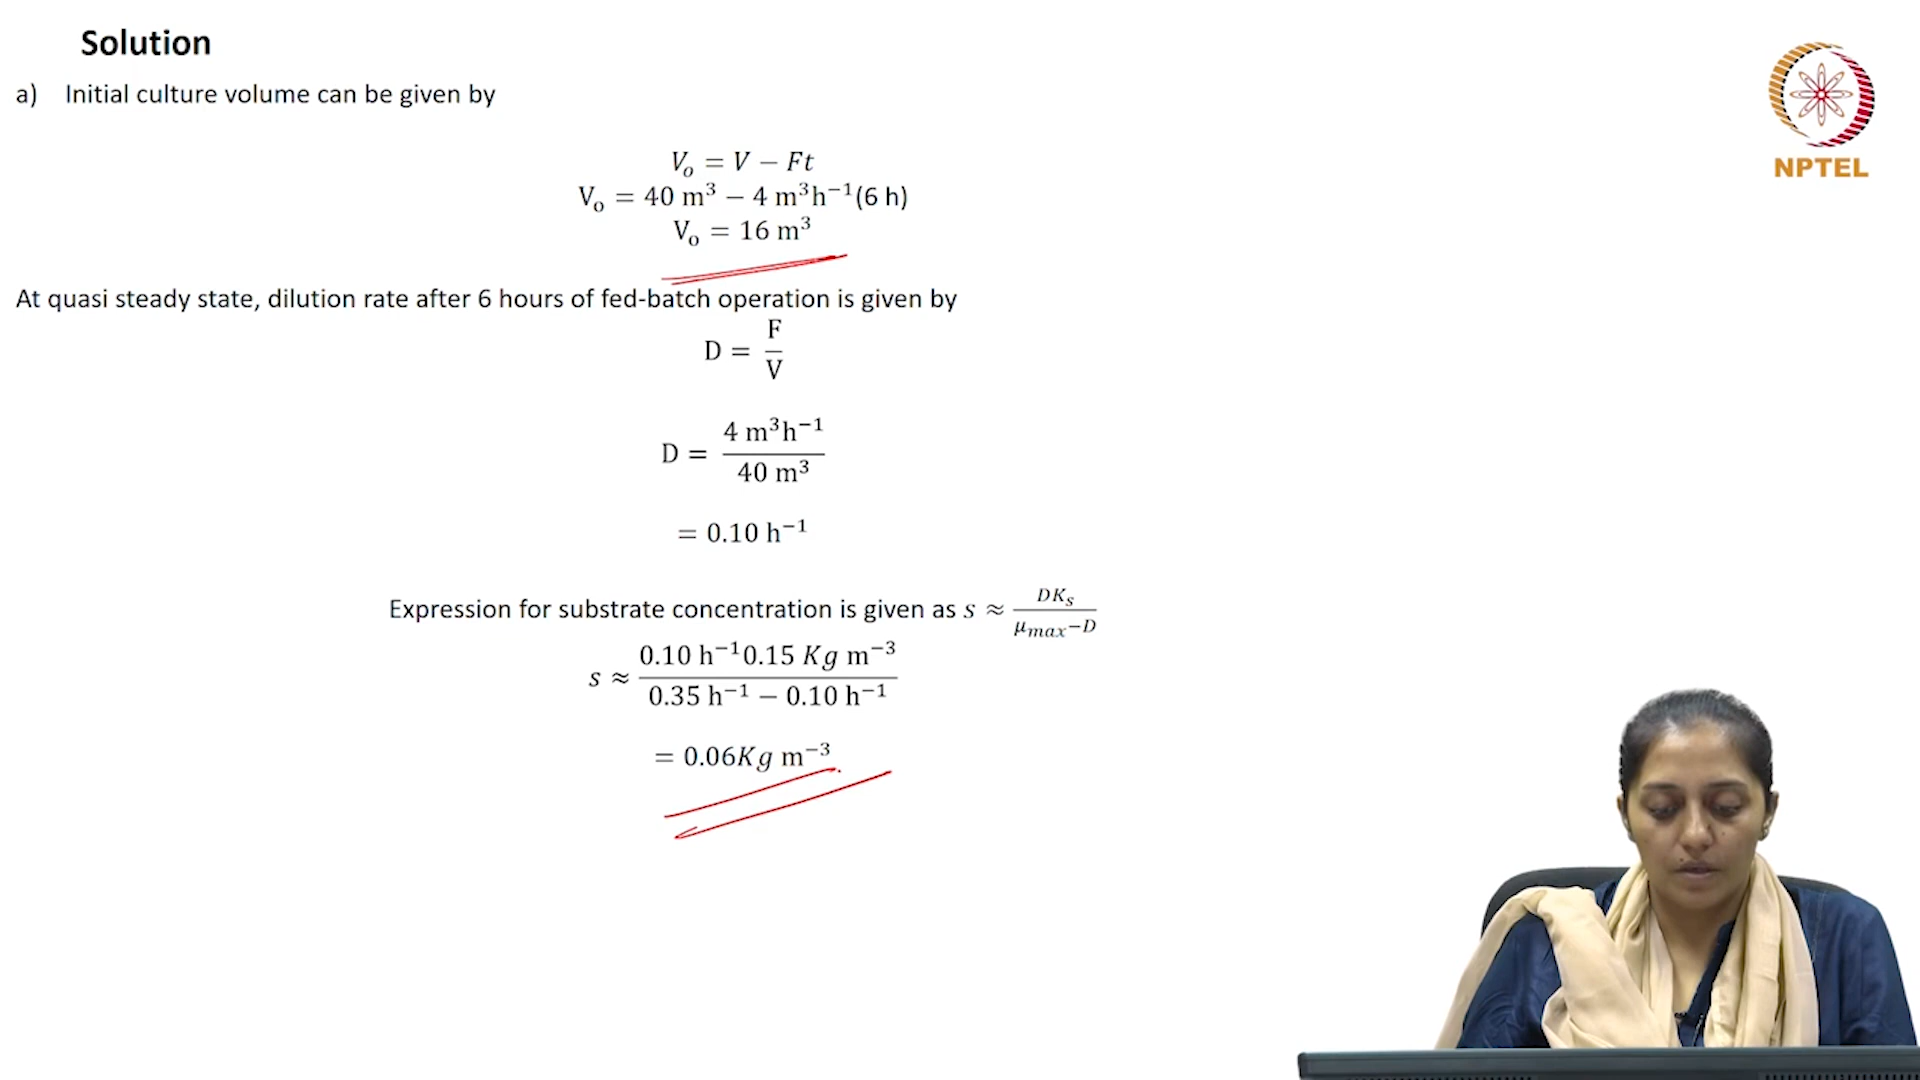 Solution
NPTEL
a) Initial culture volume can be given by
V₀ = V − Ft
V₀ = 40 m³ − 4 m³h⁻¹(6 h)
V₀ = 16 m³
At quasi steady state, dilution rate after 6 hours of fed-batch operation is given by
D = F/V
D = 4 m³h⁻¹ / 40 m³
= 0.10 h⁻¹
Expression for substrate concentration is given as s ≈ DKₛ / μₘₐₓ−D
s ≈ 0.10 h⁻¹0.15 Kg m⁻³ / 0.35 h⁻¹ − 0.10 h⁻¹
= 0.06Kg m⁻³